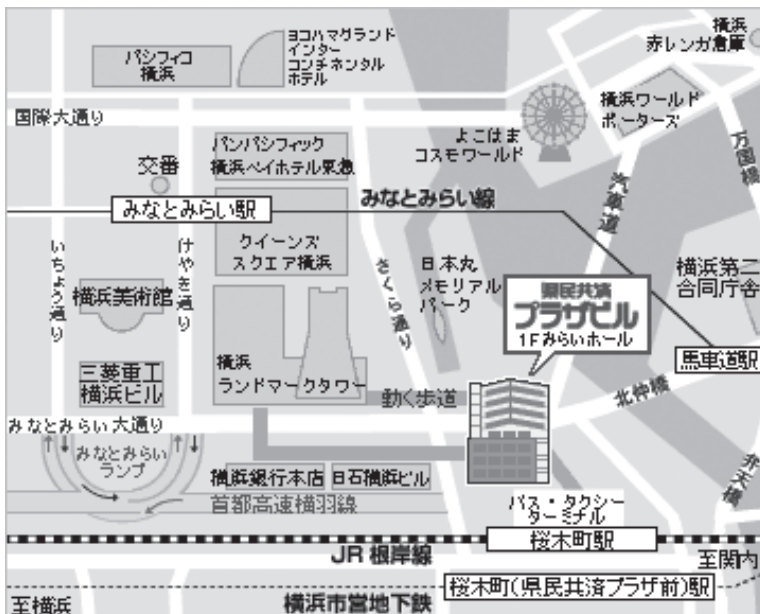 ヨコハマグランド
インター
コンチネンタル
ホテル
パシフィコ
横浜
横浜
赤レンガ倉庫
国際大通り
横浜ワールド
ポーターズ
よこはま
コスモワールド
パンパシフィック
横浜ベイホテル東急
交番
万国橋
汽車道
みなとみらい駅
みなとみらい線
いちょう通り
けやき通り
クイーンズ
スクエア横浜
さくら通り
日本丸
メモリアル
パーク
横浜第二
合同庁舎
横浜美術館
県民共済
プラザビル
1Fみらいホール
馬車道駅
三菱重工
横浜ビル
横浜
ランドマークタワー
動く歩道
北仲橋
みなとみらい大通り
みなとみらい
ランプ
弁天橋
横浜銀行本店
日石横浜ビル
首都高速横羽線
バス・タクシー
ターミナル
桜木町駅
JR 根岸線
至関内
桜木町(県民共済プラザ前)駅
至横浜
横浜市営地下鉄